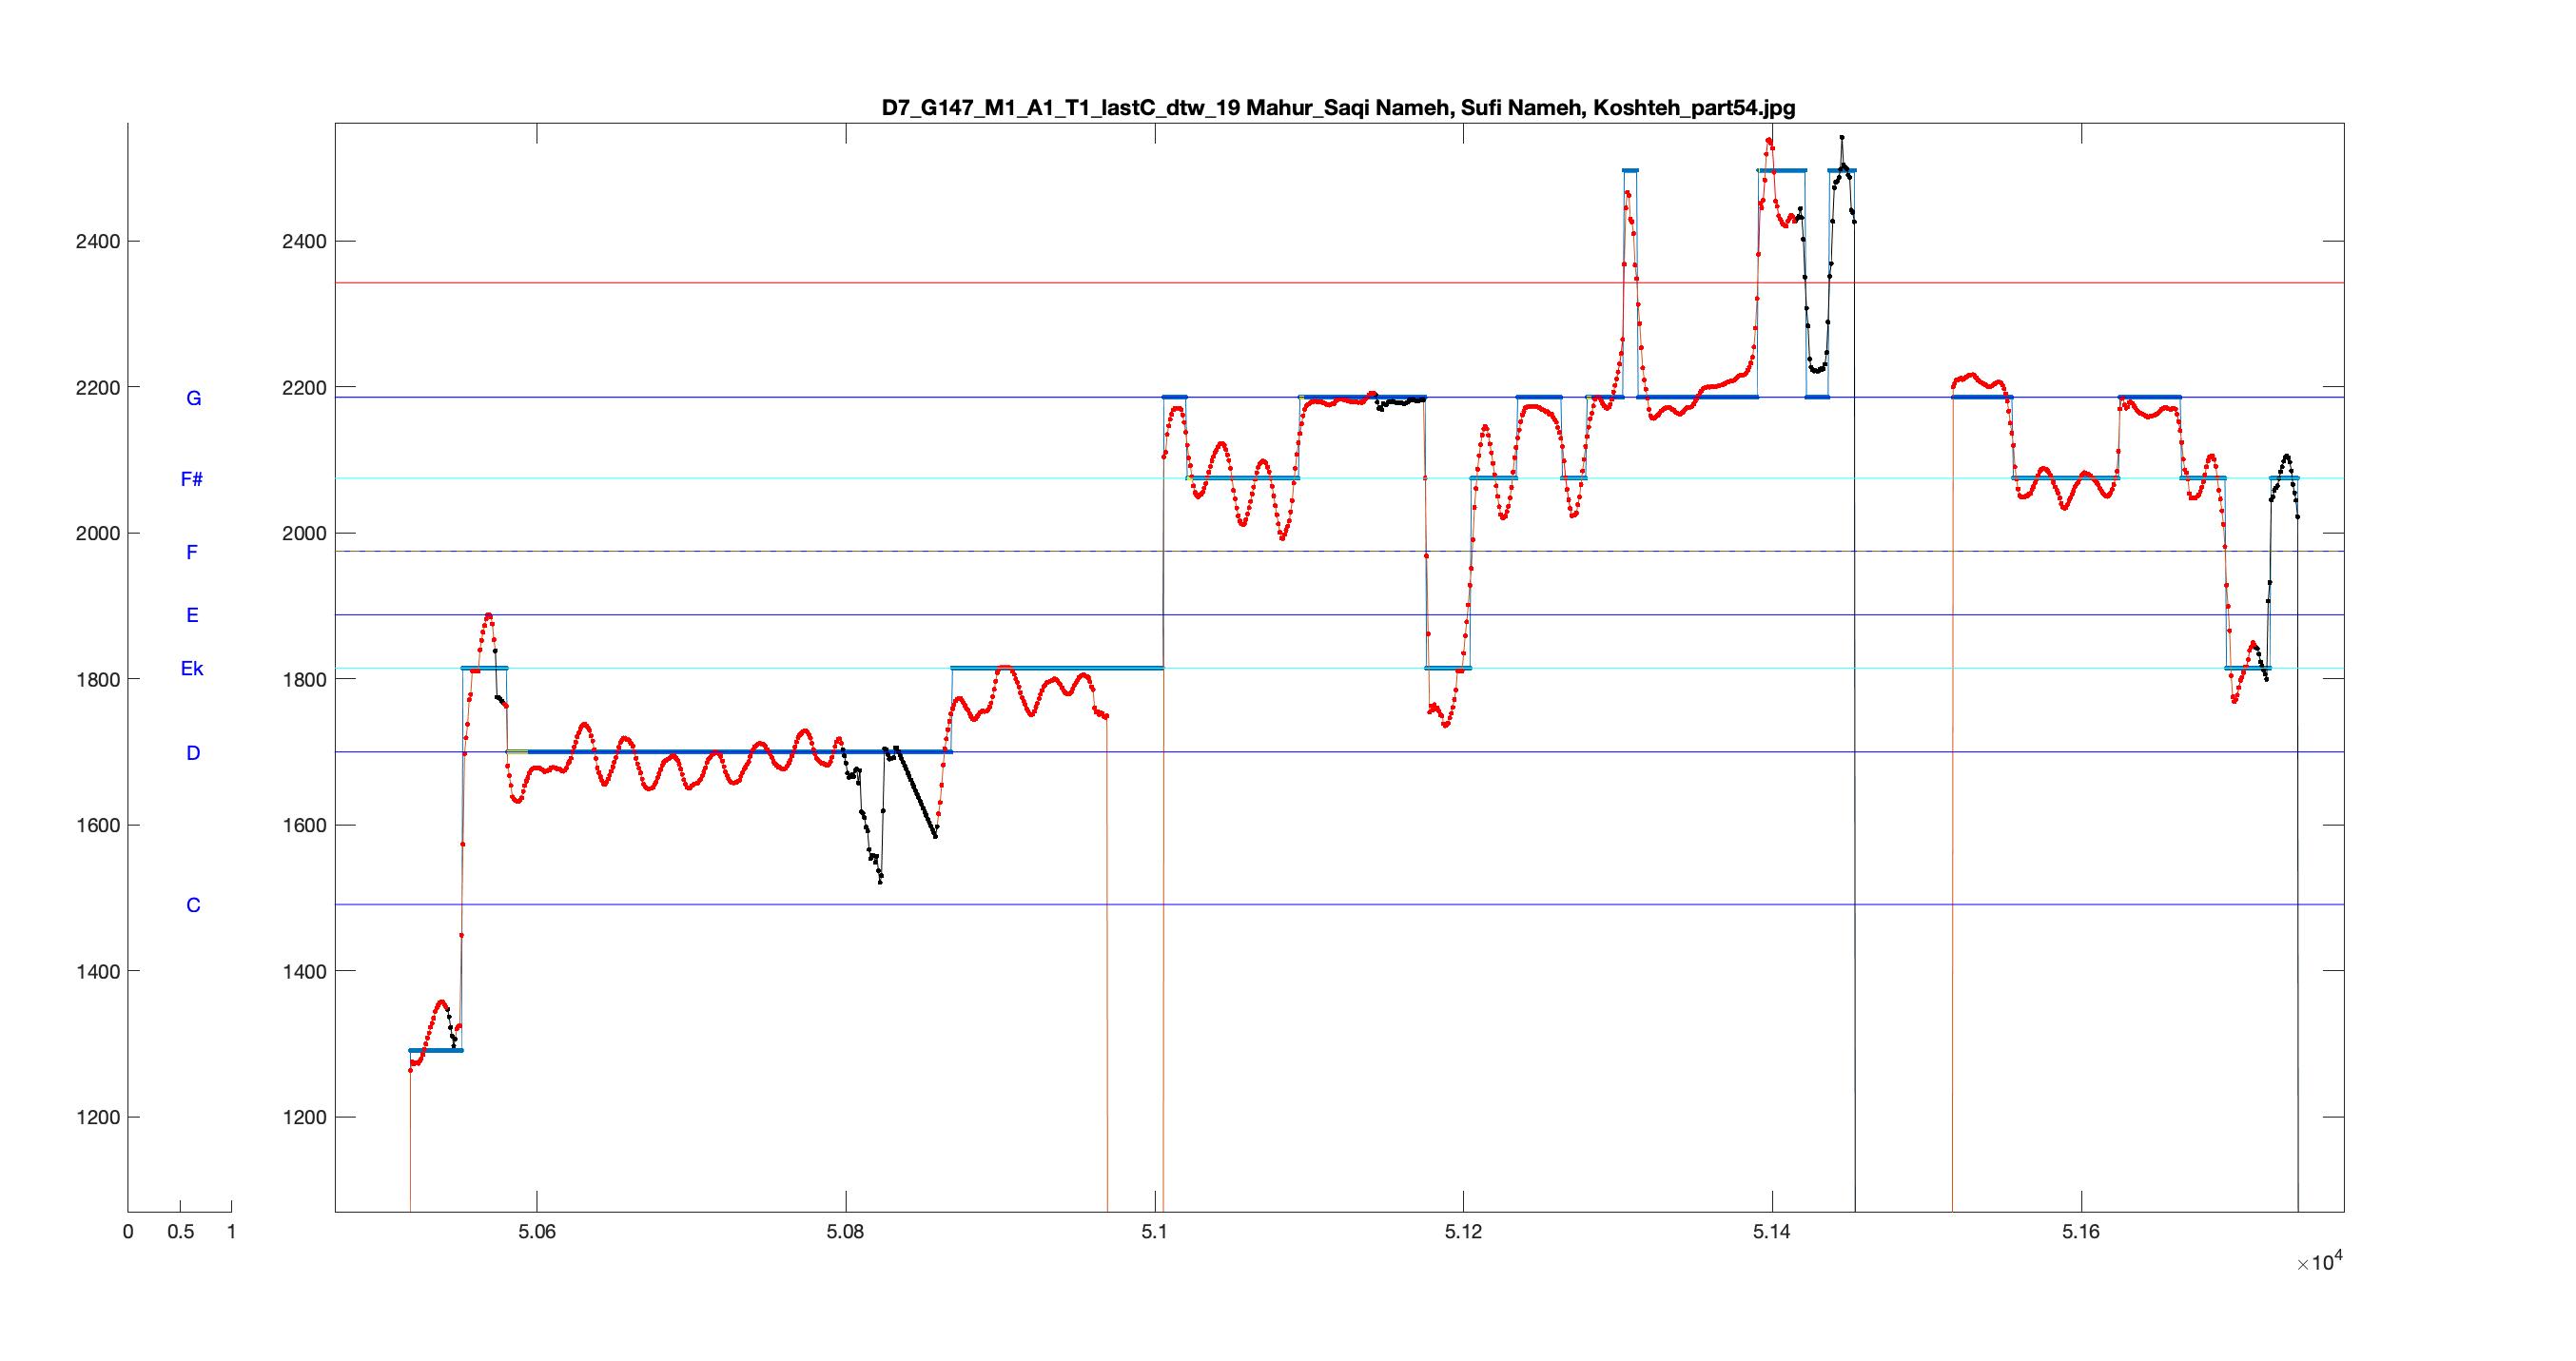 D7_G147_M1_A1_T1_lastC_dtw_19 Mahur_Saqi Nameh, Sufi Nameh, Koshteh_part54.jpg
2400 2400
2200 2200
G
F#
2000 2000
F
E
Ek
1800 1800
D
1600 1600
C
1400 1400
1200 1200
0 0.5 1 5.06 5.08 5.1 5.12 5.14 5.16
×10^4